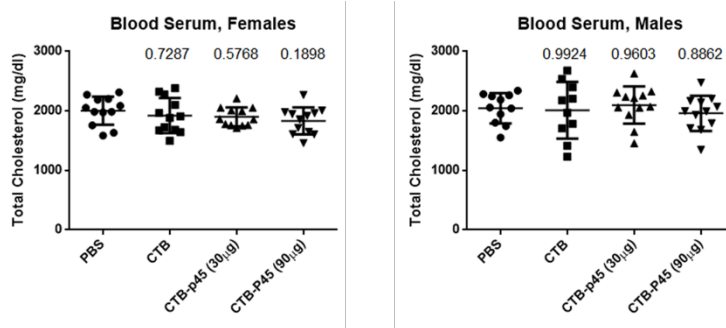 Blood Serum, Females
0.7287 0.5768 0.1898
Total Cholesterol (mg/dl)
3000
2000
1000
0
PBS
CTB
CTB-p45 (30μg)
CTB-P45 (90μg)
Blood Serum, Males
0.9924 0.9603 0.8862
Total Cholesterol (mg/dl)
3000
2000
1000
0
PBS
CTB
CTB-p45 (30μg)
CTB-P45 (90μg)